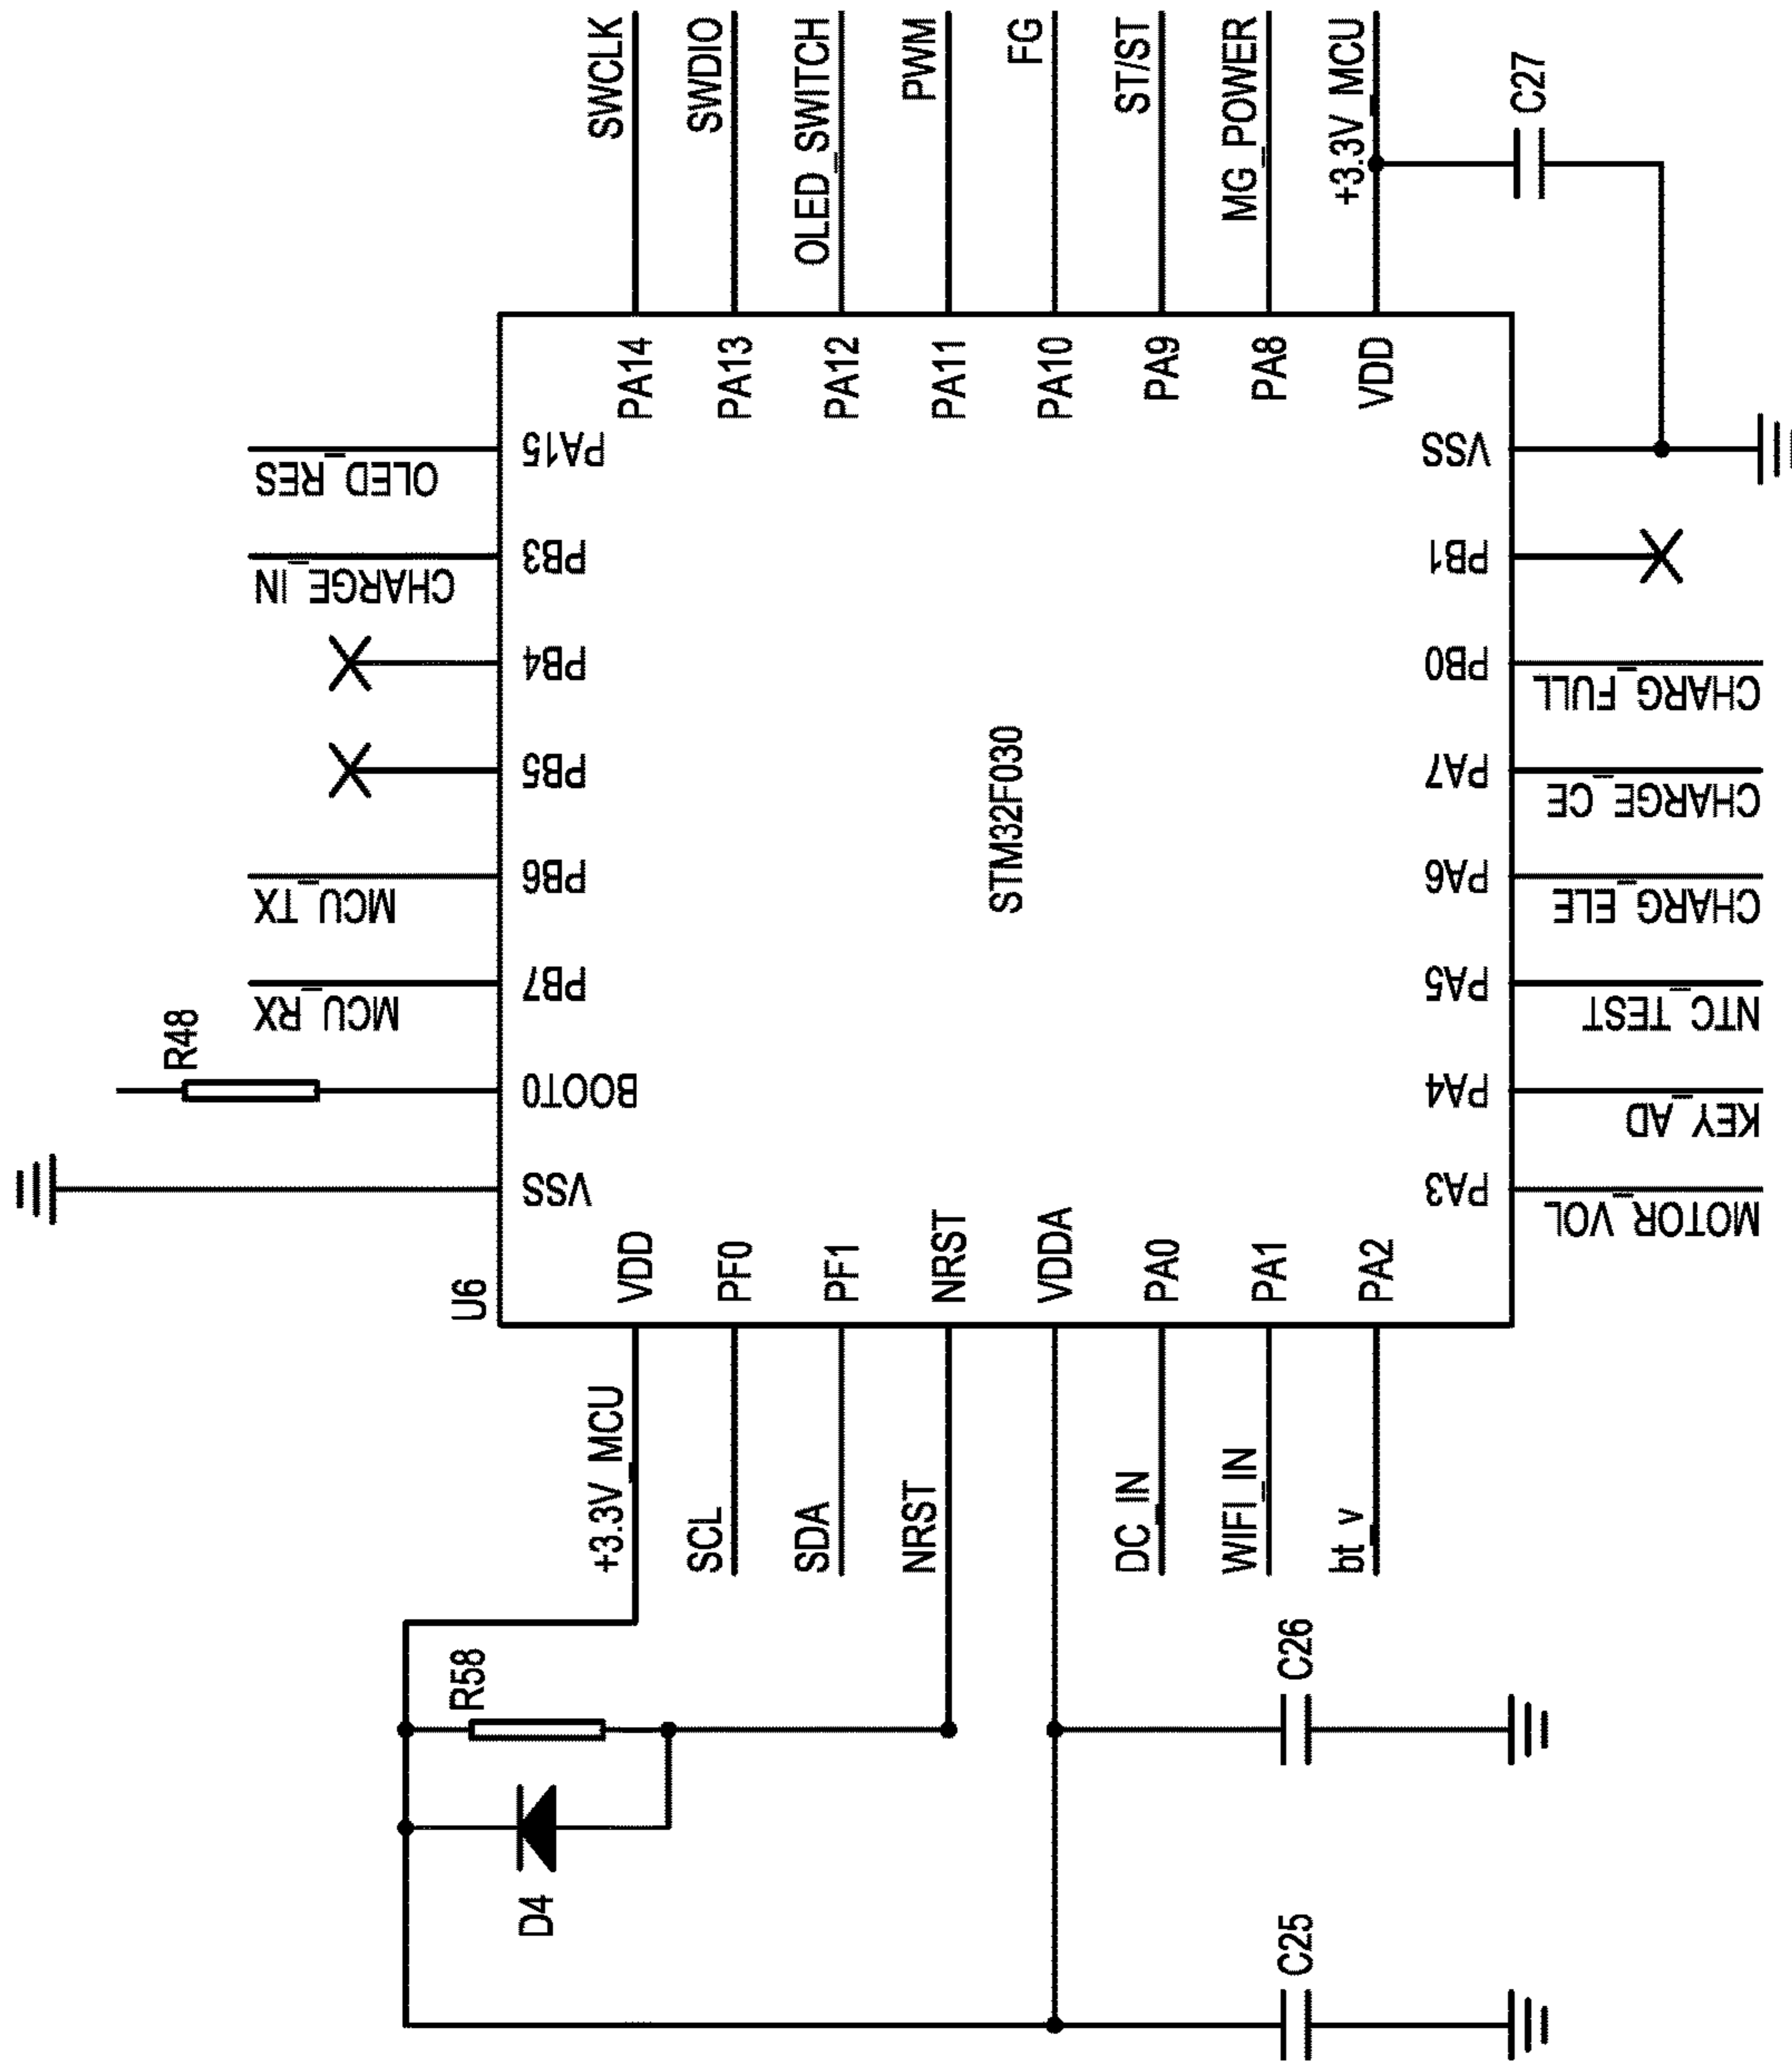 U6
STM32F030
+3.3V_MCU
VDD
SCL
PF0
SDA
PF1
NRST
NRST
VDDA
DC_IN
PA0
WIFI_IN
PA1
bt_v
PA2
R58
D4
C25
C26
MOTOR_VOL
PA3
KEY_AD
PA4
NTC_TEST
PA5
CHARG_ELE
PA6
CHARGE_CE
PA7
CHARG_FULL
PB0
PB1
VSS
C27
VDD
+3.3V_MCU
PA8
MG_POWER
PA9
ST/ST
PA10
FG
PA11
PWM
PA12
OLED_SWITCH
PA13
SWDIO
PA14
SWCLK
PA15
OLED_RES
PB3
CHARGE_IN
PB4
PB5
PB6
MCU_TX
PB7
MCU_RX
BOOT0
R48
VSS